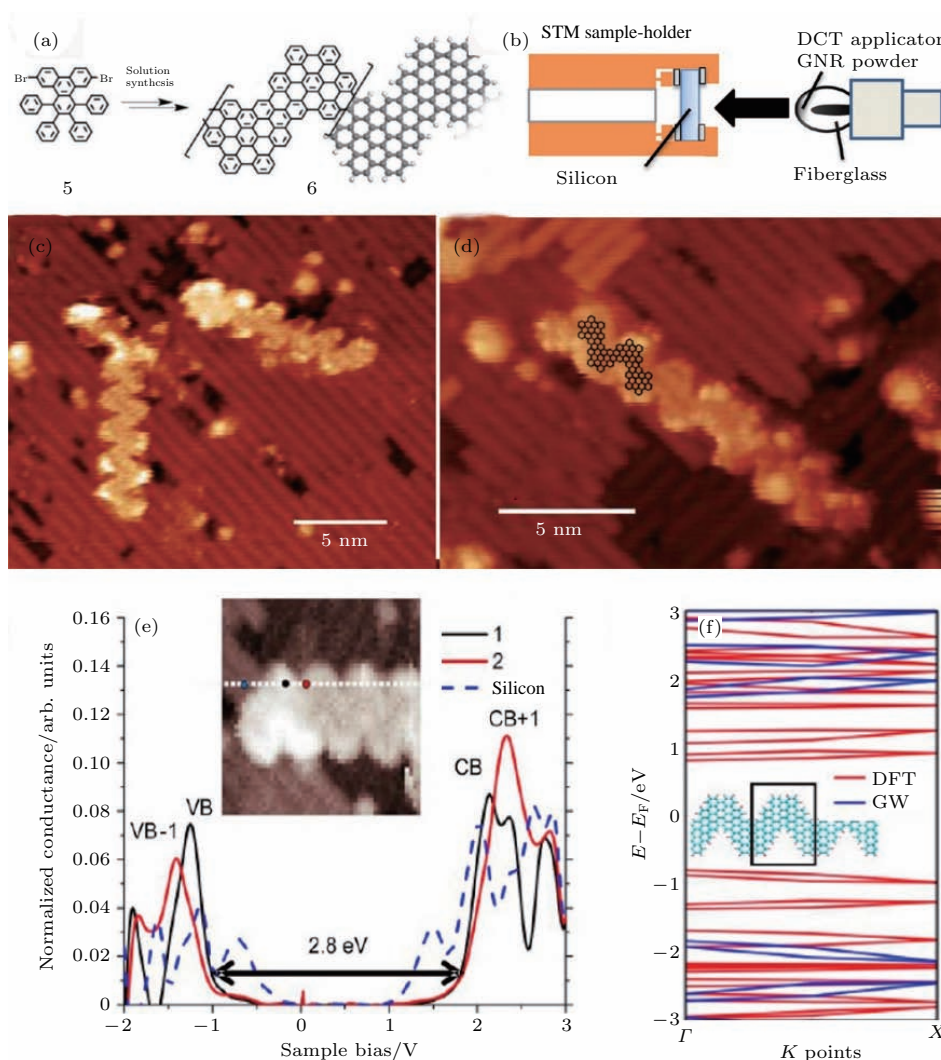 (a)
Br
Br
Solution
synthcsis
5
6
(b)
STM sample-holder
DCT applicator
GNR powder
Silicon
Fiberglass
(c)
5 nm
(d)
5 nm
(e)
Normalized conductance/arb. units
0.16
0.14
0.12
0.10
0.08
0.06
0.04
0.02
0
1
2
Silicon
VB-1
VB
CB
CB+1
2.8 eV
−2
−1
0
1
2
3
Sample bias/V
(f)
E−E_F/eV
3
2
1
0
−1
−2
−3
DFT
GW
Γ
X
K points